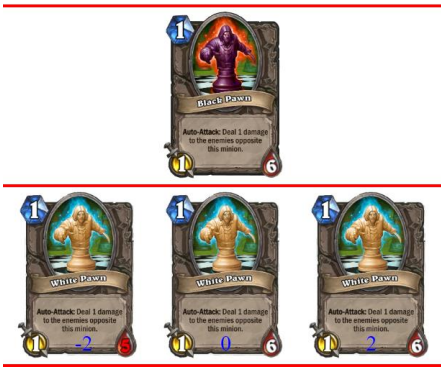 1
Black Pawn
Auto-Attack: Deal 1 damage
to the enemies opposite
this minion.
1 6
1 1 1
White Pawn White Pawn White Pawn
Auto-Attack: Deal 1 damage Auto-Attack: Deal 1 damage Auto-Attack: Deal 1 damage
to the enemies opposite to the enemies opposite to the enemies opposite
this minion. this minion. this minion.
1 -2 5 1 0 6 1 2 6